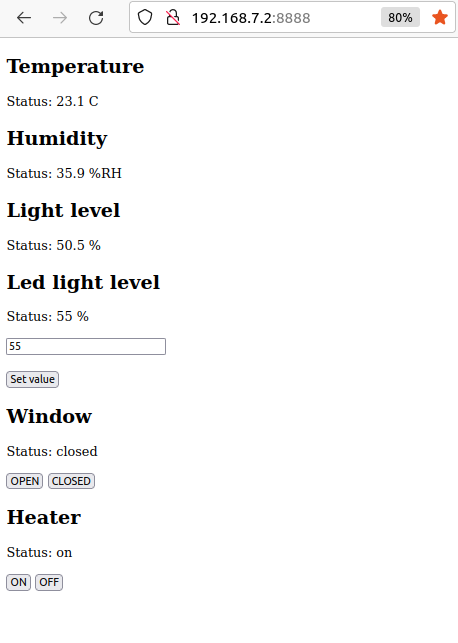 192.168.7.2:8888
80%
Temperature
Status: 23.1 C
Humidity
Status: 35.9 %RH
Light level
Status: 50.5 %
Led light level
Status: 55 %
55
Set value
Window
Status: closed
OPEN CLOSED
Heater
Status: on
ON OFF